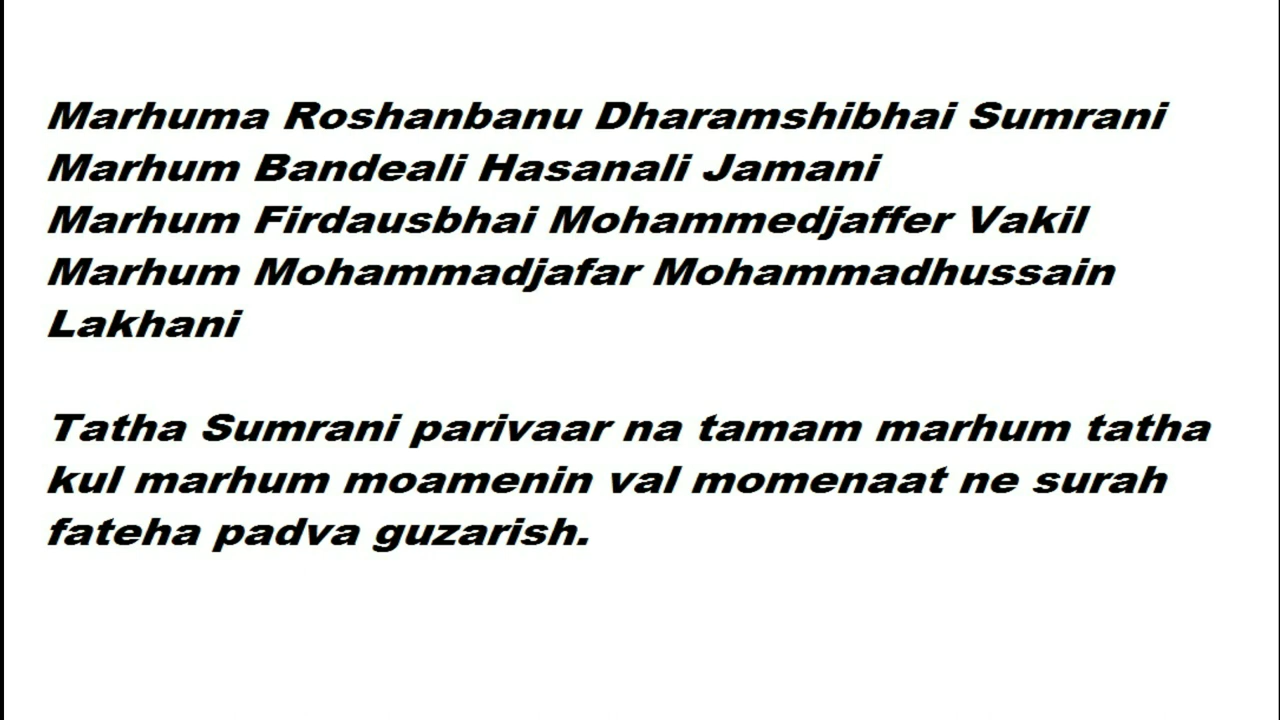 Marhuma Roshanbanu Dharamshibhai Sumrani
Marhum Bandeali Hasanali Jamani
Marhum Firdausbhai Mohammedjaffer Vakil
Marhum Mohammadjafar Mohammadhussain
Lakhani
Tatha Sumrani parivaar na tamam marhum tatha
kul marhum moamenin val momenaat ne surah
fateha padva guzarish.